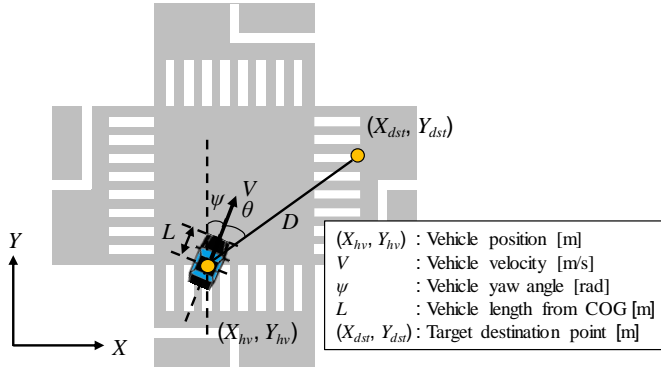 (X_dst, Y_dst)
V
ψ
θ
L
D
Y
X
(X_hv, Y_hv)
(X_hv, Y_hv) : Vehicle position [m]
V : Vehicle velocity [m/s]
ψ : Vehicle yaw angle [rad]
L : Vehicle length from COG [m]
(X_dst, Y_dst) : Target destination point [m]